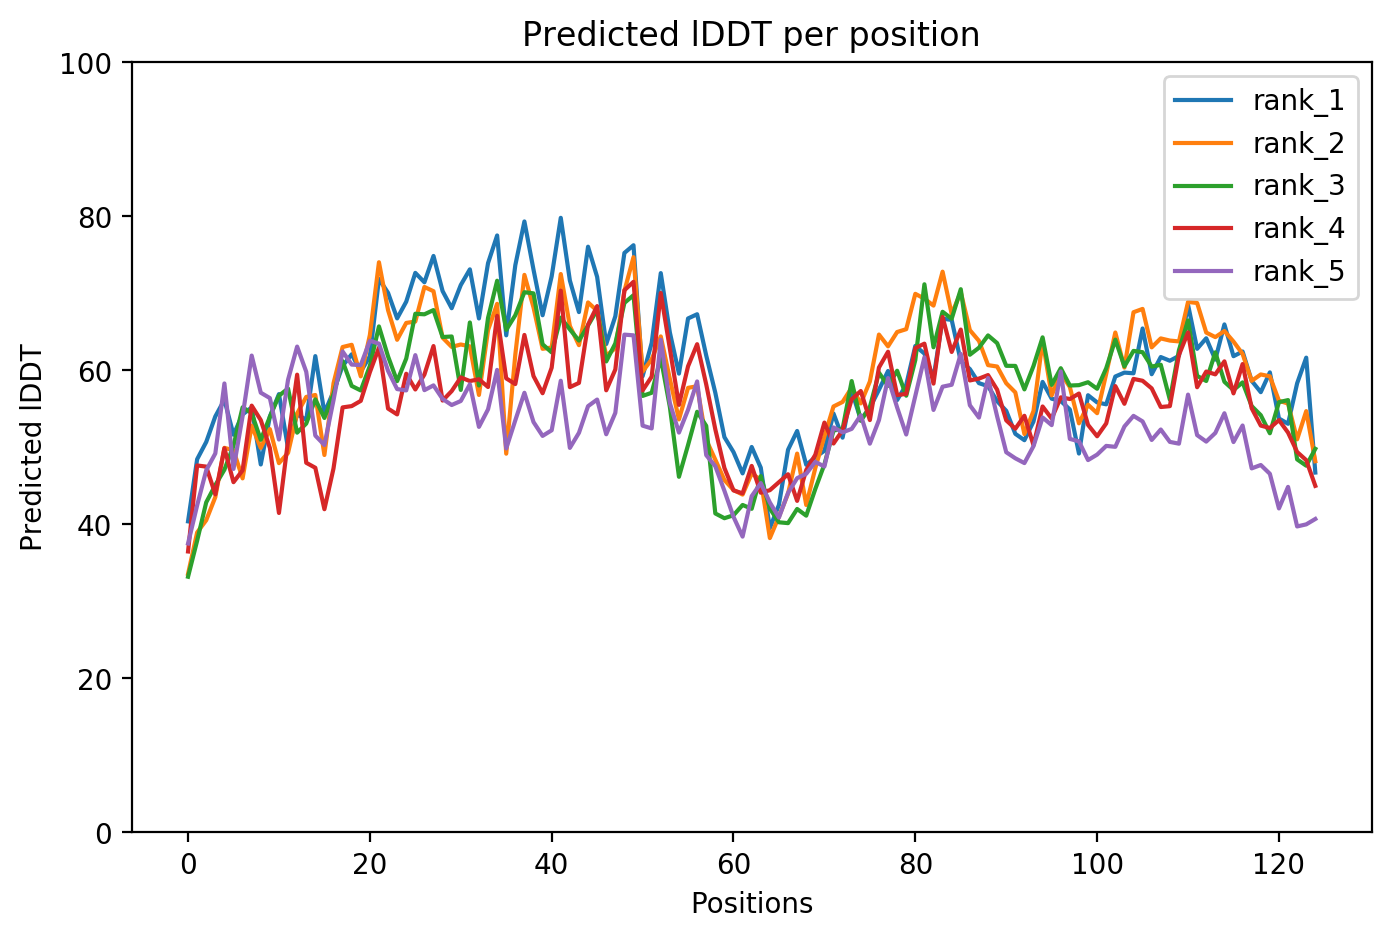 Predicted lDDT per position
100
80
60
40
20
0
Predicted lDDT
rank_1
rank_2
rank_3
rank_4
rank_5
0 20 40 60 80 100 120
Positions